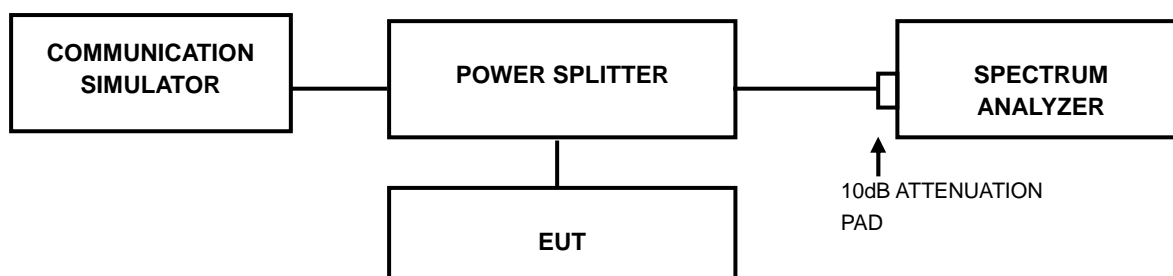 COMMUNICATION
SIMULATOR
POWER SPLITTER
SPECTRUM
ANALYZER
10dB ATTENUATION
PAD
EUT